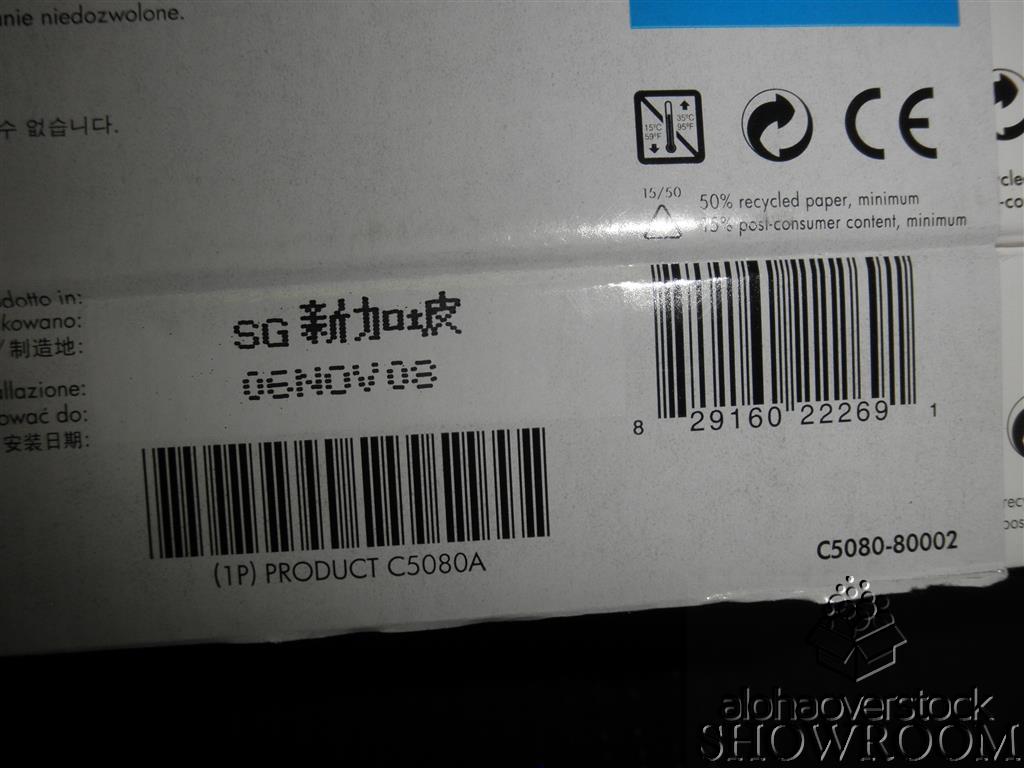 anie niedozwolone.
수 없습니다.
15°C
59°F
35°C
95°F
CE
15/50
50% recycled paper, minimum
15% post-consumer content, minimum
dotto in:
kowano:
/ 制造地:
SG 新加坡
allazione:
06NOV08
ować do:
安装日期:
8 29160 22269 1
(1P) PRODUCT C5080A
C5080-80002
alohaoverstock
SHOWROOM